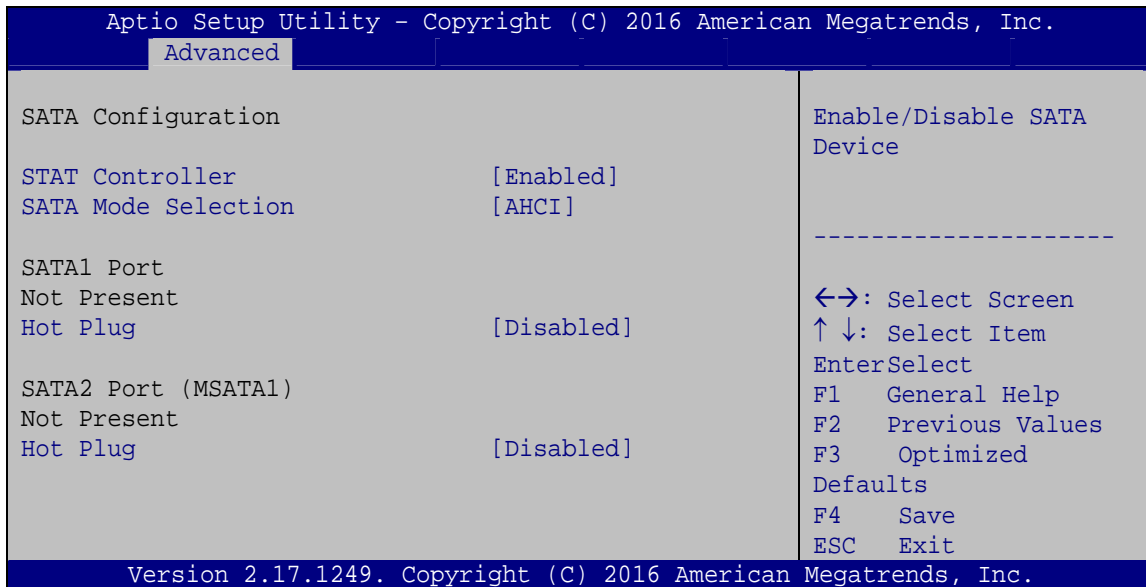 Aptio Setup Utility – Copyright (C) 2016 American Megatrends, Inc.
Advanced
SATA Configuration
STAT Controller [Enabled]
SATA Mode Selection [AHCI]
SATA1 Port
Not Present
Hot Plug [Disabled]
SATA2 Port (MSATA1)
Not Present
Hot Plug [Disabled]
Enable/Disable SATA
Device
---------------------
←→: Select Screen
↑ ↓: Select Item
EnterSelect
F1 General Help
F2 Previous Values
F3 Optimized
Defaults
F4 Save
ESC Exit
Version 2.17.1249. Copyright (C) 2016 American Megatrends, Inc.